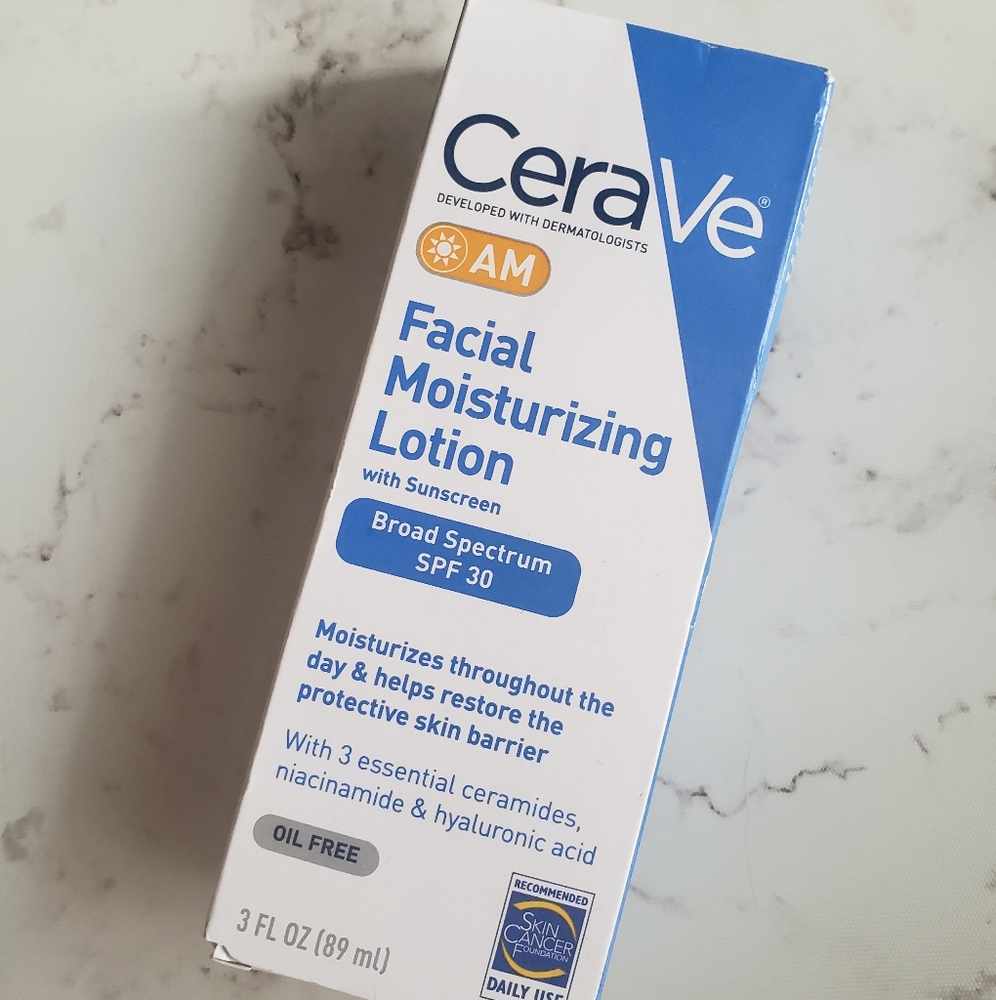 CeraVe®
DEVELOPED WITH DERMATOLOGISTS
AM
Facial
Moisturizing
Lotion
with Sunscreen
Broad Spectrum
SPF 30
Moisturizes throughout the
day & helps restore the
protective skin barrier
With 3 essential ceramides,
niacinamide & hyaluronic acid
OIL FREE
3 FL OZ (89 ml)
RECOMMENDED
SKIN
CANCER
FOUNDATION
DAILY USE